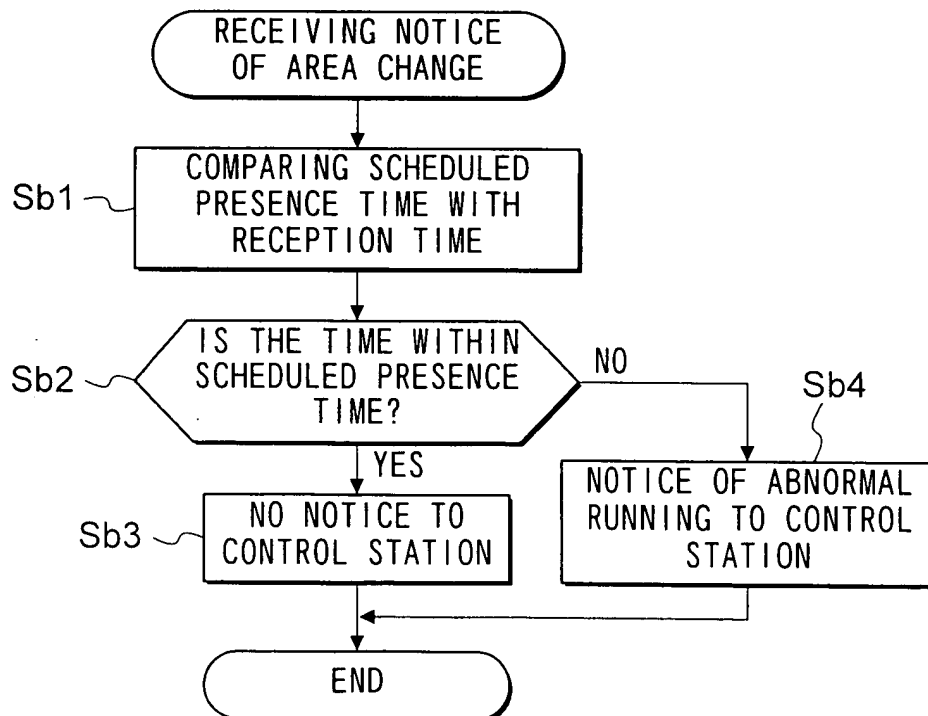 RECEIVING NOTICE
OF AREA CHANGE
Sb1
COMPARING SCHEDULED
PRESENCE TIME WITH
RECEPTION TIME
Sb2
IS THE TIME WITHIN
SCHEDULED PRESENCE
TIME?
NO
YES
Sb3
NO NOTICE TO
CONTROL STATION
Sb4
NOTICE OF ABNORMAL
RUNNING TO CONTROL
STATION
END